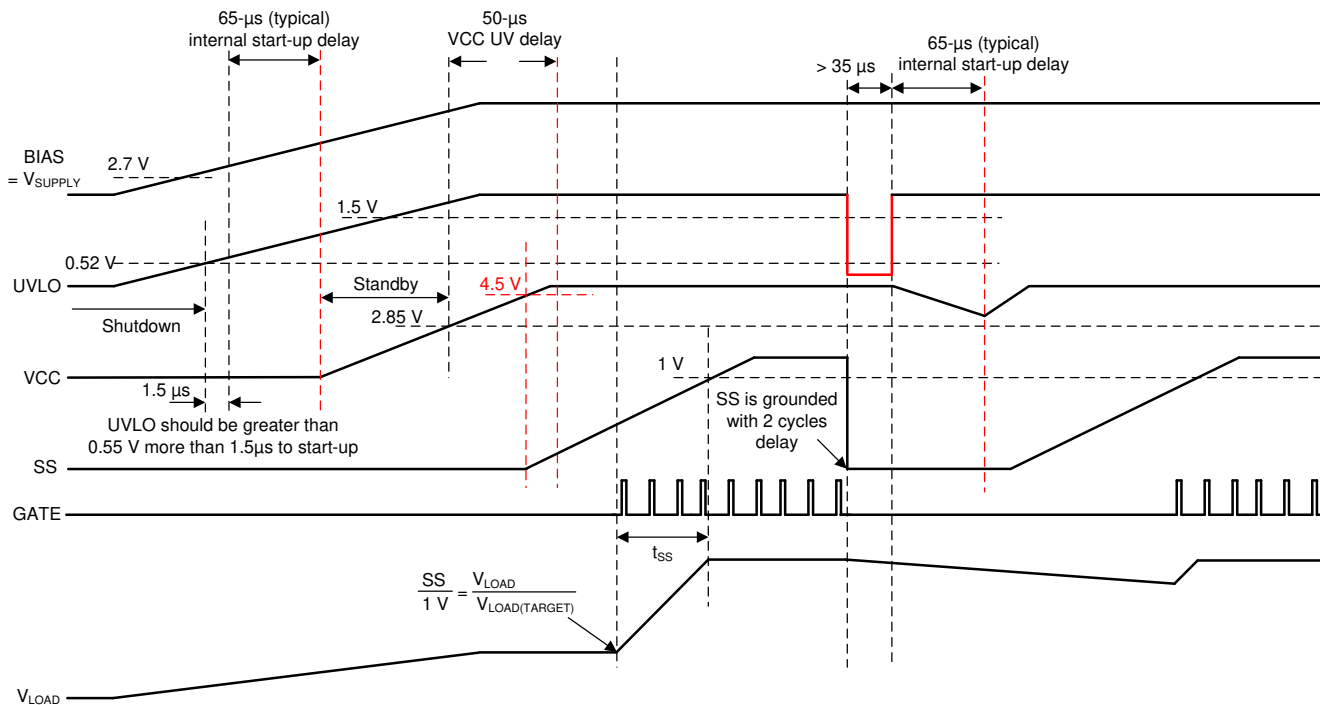 65-µs (typical)
internal start-up delay
50-µs
VCC UV delay
65-µs (typical)
internal start-up delay
> 35 µs
BIAS
= VSUPPLY
2.7 V
1.5 V
0.52 V
UVLO
Standby
4.5 V
Shutdown
2.85 V
VCC
1 V
1.5 µs
SS is grounded
with 2 cycles
delay
UVLO should be greater than
0.55 V more than 1.5µs to start-up
SS
GATE
tSS
SS
1 V
=
VLOAD
VLOAD(TARGET)
VLOAD